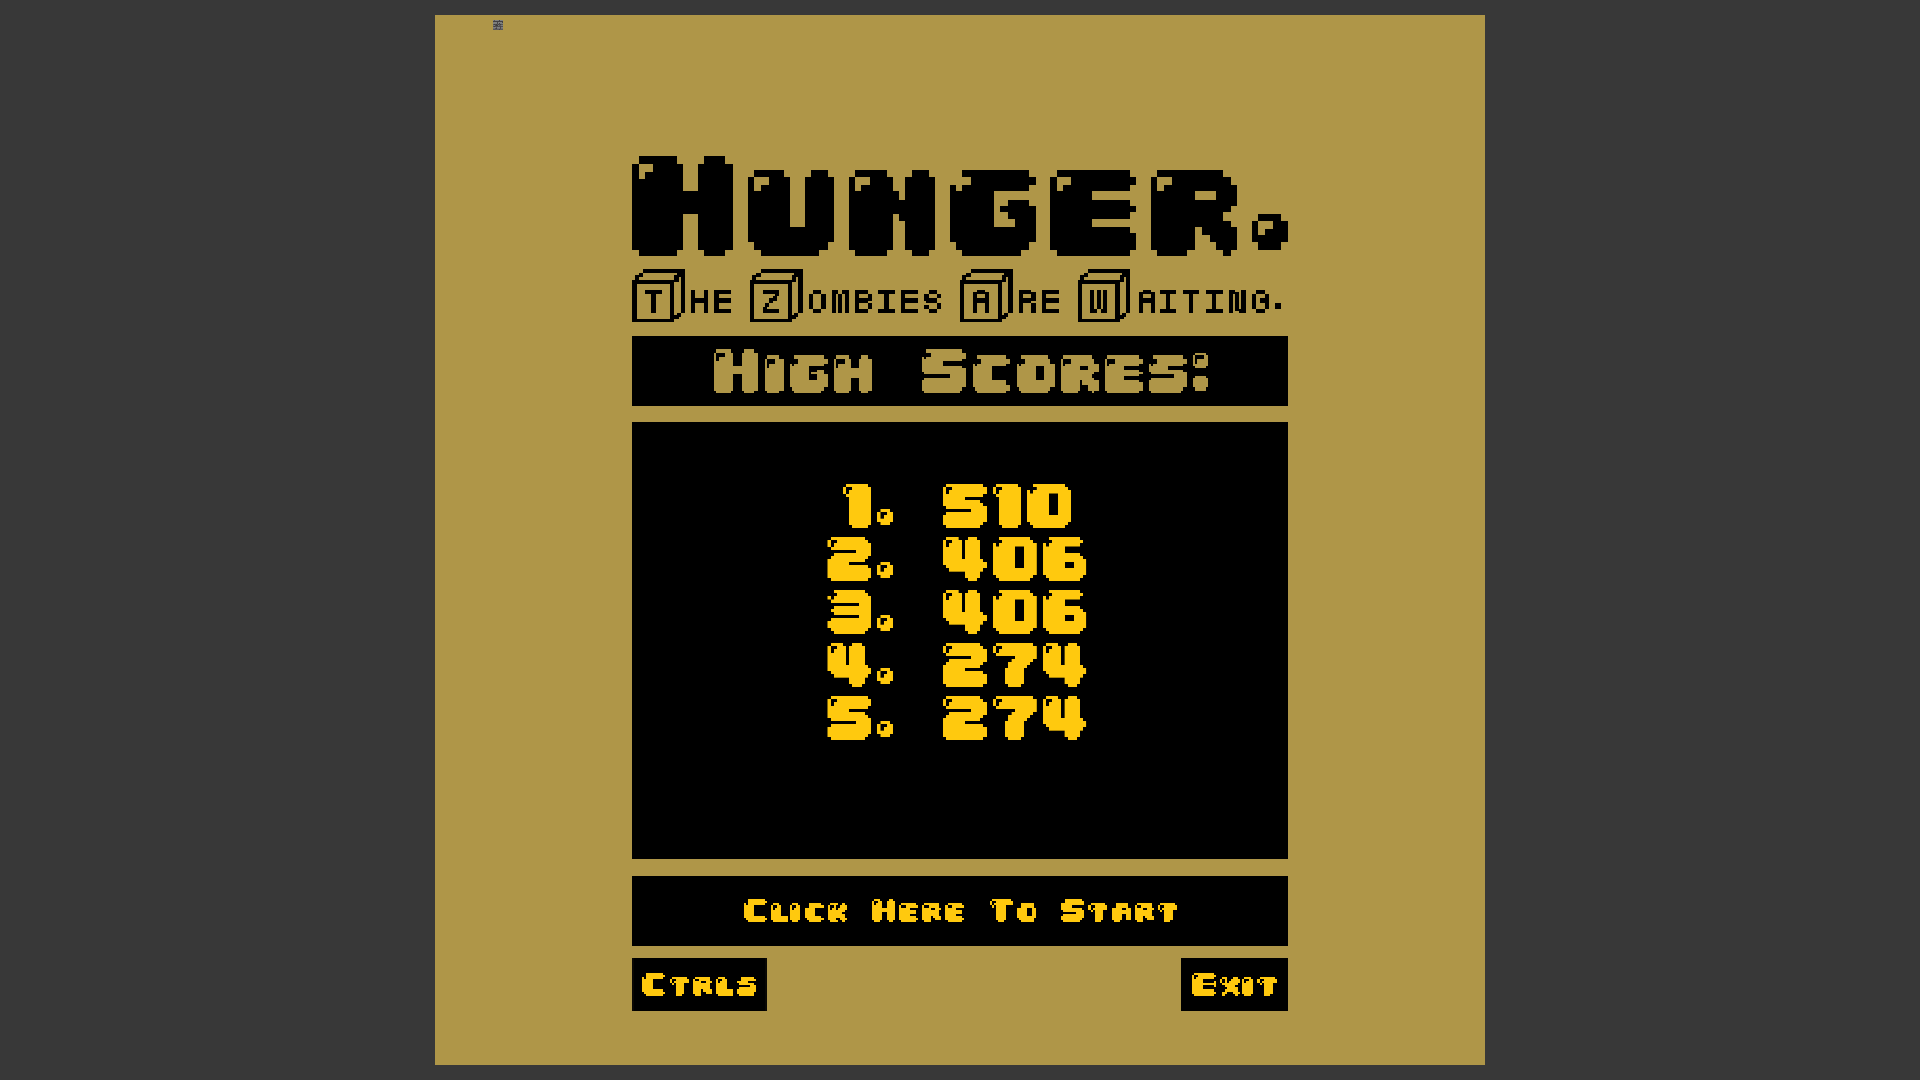 HUNGER.
THE ZOMBIES ARE WAITING.
HIGH SCORES:
1. 510
2. 406
3. 406
4. 274
5. 274
CLICK HERE TO START
CTRLS
EXIT